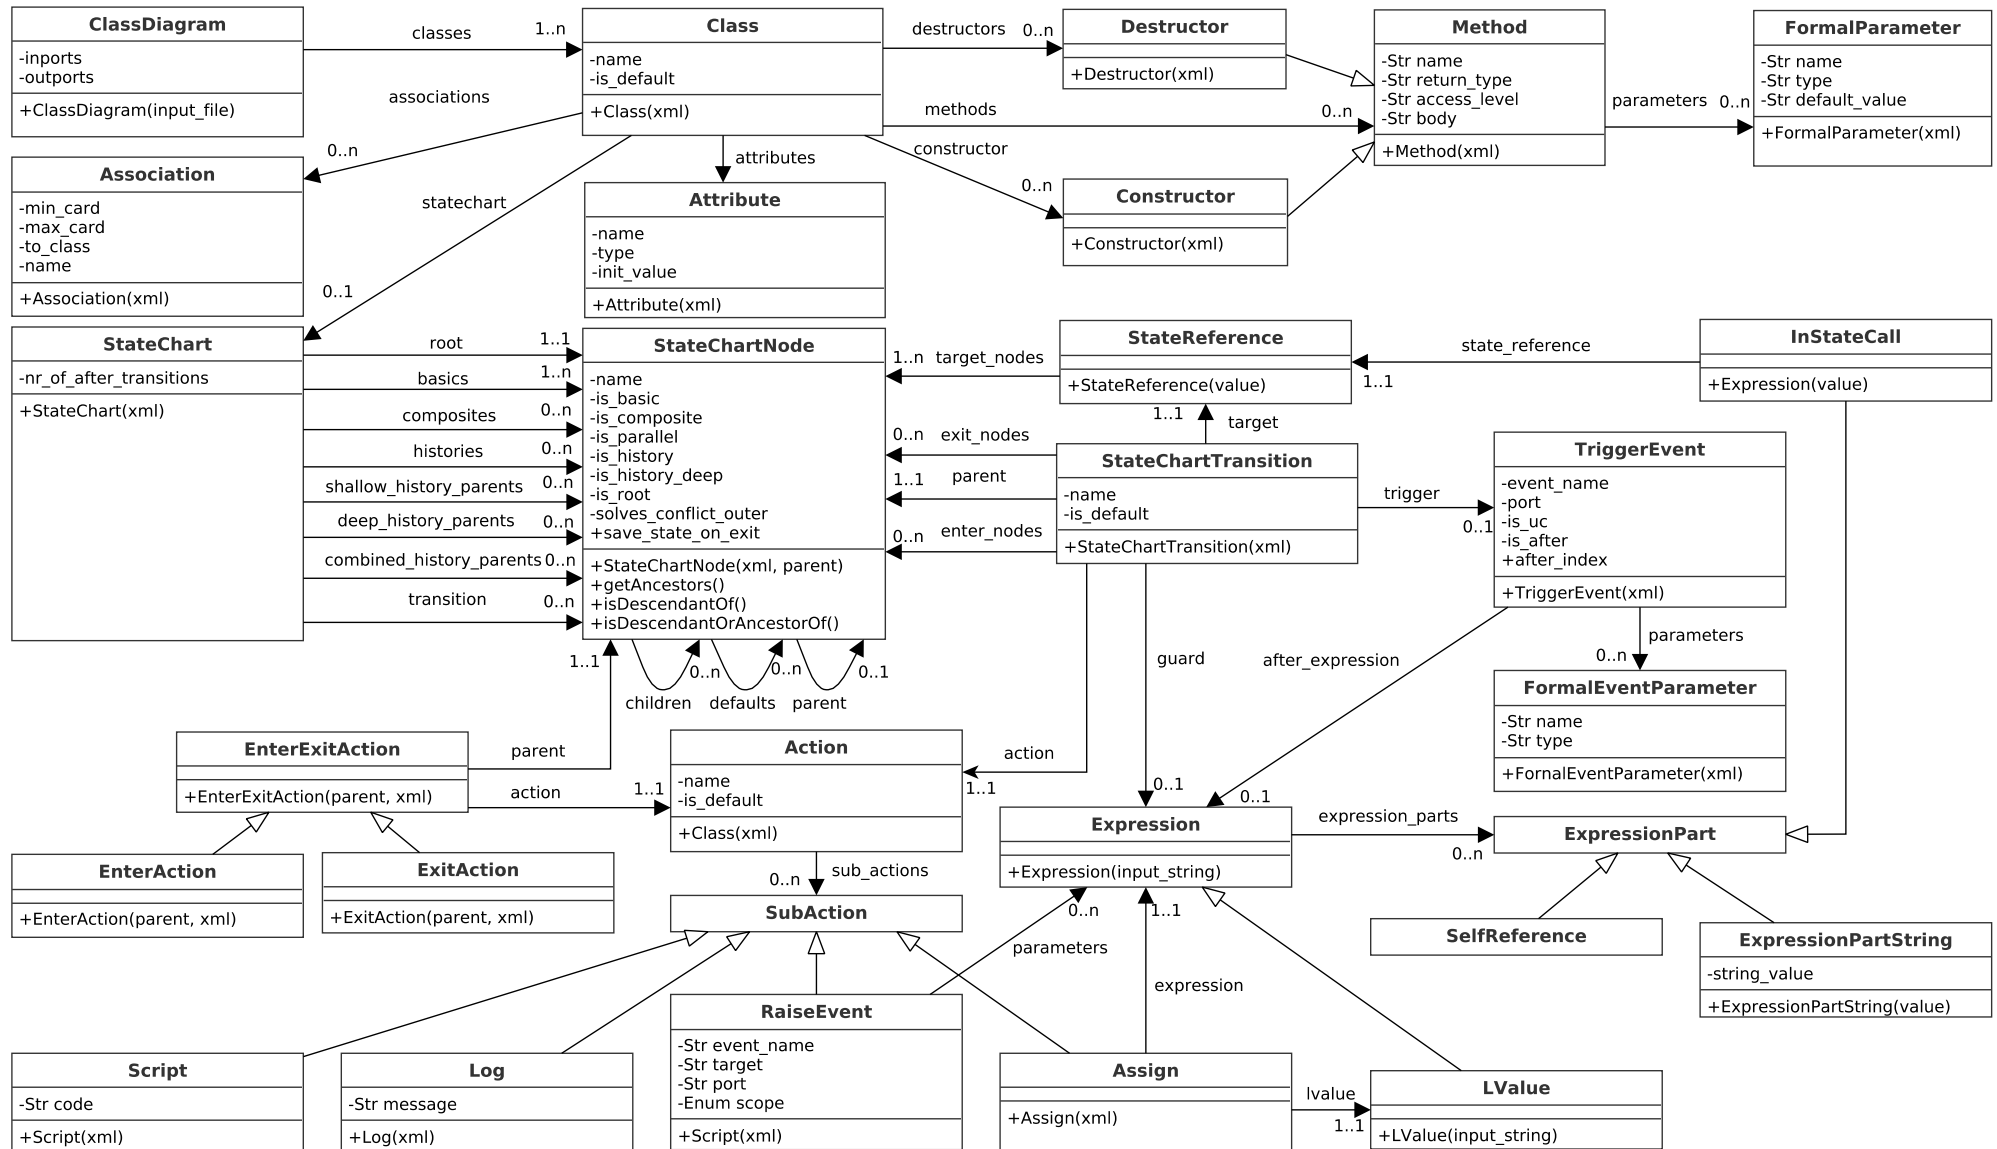 ClassDiagram
-inports
-outports
+ClassDiagram(input_file)
classes
1..n
Class
-name
-is_default
+Class(xml)
destructors
0..n
Destructor
+Destructor(xml)
Method
-Str name
-Str return_type
-Str access_level
-Str body
+Method(xml)
parameters
0..n
FormalParameter
-Str name
-Str type
-Str default_value
+FormalParameter(xml)
associations
0..n
methods
0..n
constructor
0..n
attributes
statechart
0..1
Association
-min_card
-max_card
-to_class
-name
+Association(xml)
Attribute
-name
-type
-init_value
+Attribute(xml)
Constructor
+Constructor(xml)
StateChart
-nr_of_after_transitions
+StateChart(xml)
root
1..1
basics
1..n
composites
0..n
histories
0..n
shallow_history_parents
0..n
deep_history_parents
0..n
combined_history_parents
0..n
transition
0..n
StateChartNode
-name
-is_basic
-is_composite
-is_parallel
-is_history
-is_history_deep
-is_root
-solves_conflict_outer
+save_state_on_exit
+StateChartNode(xml, parent)
+getAncestors()
+isDescendantOf()
+isDescendantOrAncestorOf()
1..n
target_nodes
0..n
exit_nodes
1..1
parent
0..n
enter_nodes
StateReference
+StateReference(value)
1..1
target
state_reference
1..1
InStateCall
+Expression(value)
StateChartTransition
-name
-is_default
+StateChartTransition(xml)
trigger
0..1
TriggerEvent
-event_name
-port
-is_uc
-is_after
+after_index
+TriggerEvent(xml)
parameters
0..n
1..1
0..n
0..n
0..1
children
defaults
parent
guard
0..1
after_expression
0..1
FormalEventParameter
-Str name
-Str type
+FornalEventParameter(xml)
EnterExitAction
+EnterExitAction(parent, xml)
parent
action
1..1
Action
-name
-is_default
+Class(xml)
action
1..1
sub_actions
0..n
Expression
+Expression(input_string)
expression_parts
0..n
ExpressionPart
EnterAction
+EnterAction(parent, xml)
ExitAction
+ExitAction(parent, xml)
SubAction
0..n
1..1
parameters
expression
SelfReference
ExpressionPartString
-string_value
+ExpressionPartString(value)
Script
-Str code
+Script(xml)
Log
-Str message
+Log(xml)
RaiseEvent
-Str event_name
-Str target
-Str port
-Enum scope
+Script(xml)
Assign
+Assign(xml)
lvalue
1..1
LValue
+LValue(input_string)